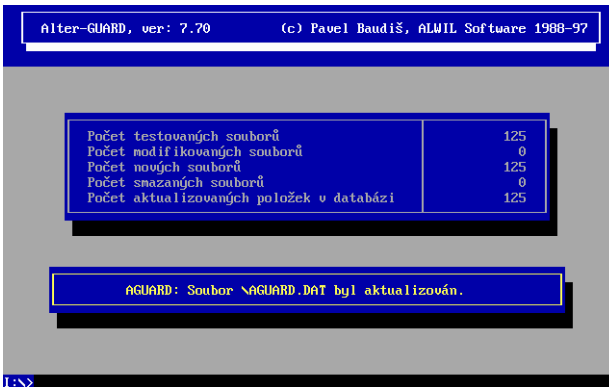 Alter-GUARD, ver: 7.70 (c) Pavel Baudiš, ALWIL Software 1988-97
Počet testovaných souborů 125
Počet modifikovaných souborů 0
Počet nových souborů 125
Počet smazaných souborů 0
Počet aktualizovaných položek v databázi 125
AGUARD: Soubor \AGUARD.DAT byl aktualizován.
I:\>